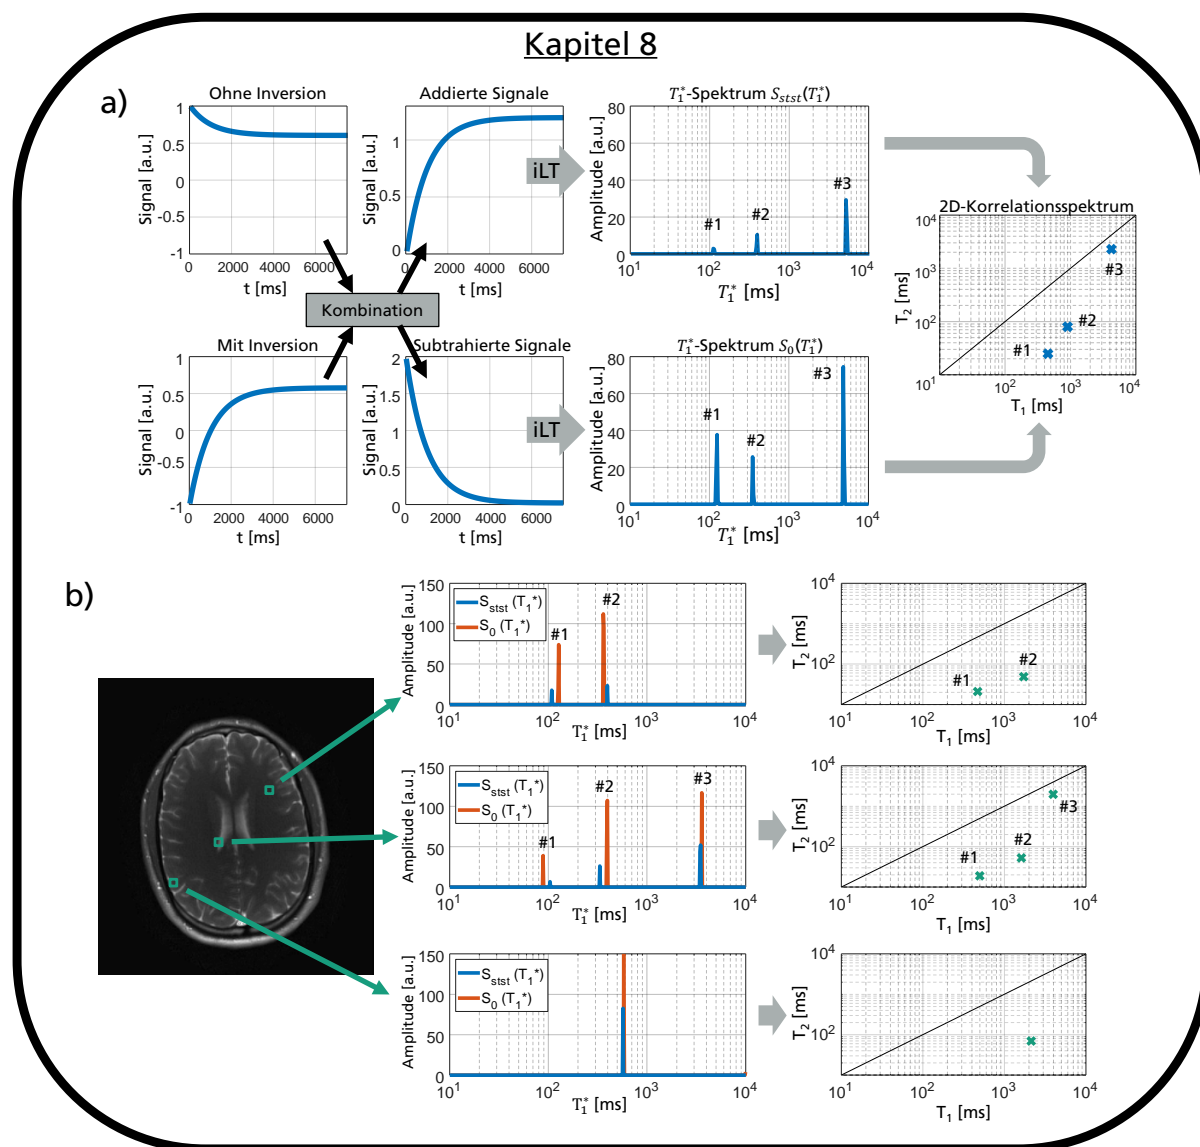 Kapitel 8
a)
Ohne Inversion
Signal [a.u.]
1
0.5
0
-0.5
-1
0 2000 4000 6000
t [ms]
Addierte Signale
Signal [a.u.]
1
0.5
0
0 2000 4000 6000
t [ms]
iLT
T₁*-Spektrum Sₛₜₛₜ(T₁*)
Amplitude [a.u.]
80
60
40
20
0
#1
#2
#3
10¹ 10² 10³ 10⁴
T₁* [ms]
Kombination
Mit Inversion
Signal [a.u.]
1
0.5
0
-0.5
-1
0 2000 4000 6000
t [ms]
Subtrahierte Signale
Signal [a.u.]
2
1.5
1
0.5
0
0 2000 4000 6000
t [ms]
iLT
T₁*-Spektrum S₀(T₁*)
Amplitude [a.u.]
80
60
40
20
0
#1
#2
#3
10¹ 10² 10³ 10⁴
T₁* [ms]
2D-Korrelationsspektrum
T₂ [ms]
10⁴
10³
10²
10¹
#3
#2
#1
10² 10³ 10⁴
T₁ [ms]
b)
Amplitude [a.u.]
150
100
50
0
Sₛₜₛₜ (T₁*)
S₀ (T₁*)
#1
#2
10¹ 10² 10³ 10⁴
T₁* [ms]
T₂ [ms]
10⁴
10²
#1
#2
10¹ 10² 10³ 10⁴
T₁ [ms]
Amplitude [a.u.]
150
100
50
0
Sₛₜₛₜ (T₁*)
S₀ (T₁*)
#1
#2
#3
10¹ 10² 10³ 10⁴
T₁* [ms]
T₂ [ms]
10⁴
10²
#1
#2
#3
10¹ 10² 10³ 10⁴
T₁ [ms]
Amplitude [a.u.]
150
100
50
0
Sₛₜₛₜ (T₁*)
S₀ (T₁*)
10¹ 10² 10³ 10⁴
T₁* [ms]
T₂ [ms]
10⁴
10²
10¹ 10² 10³ 10⁴
T₁ [ms]